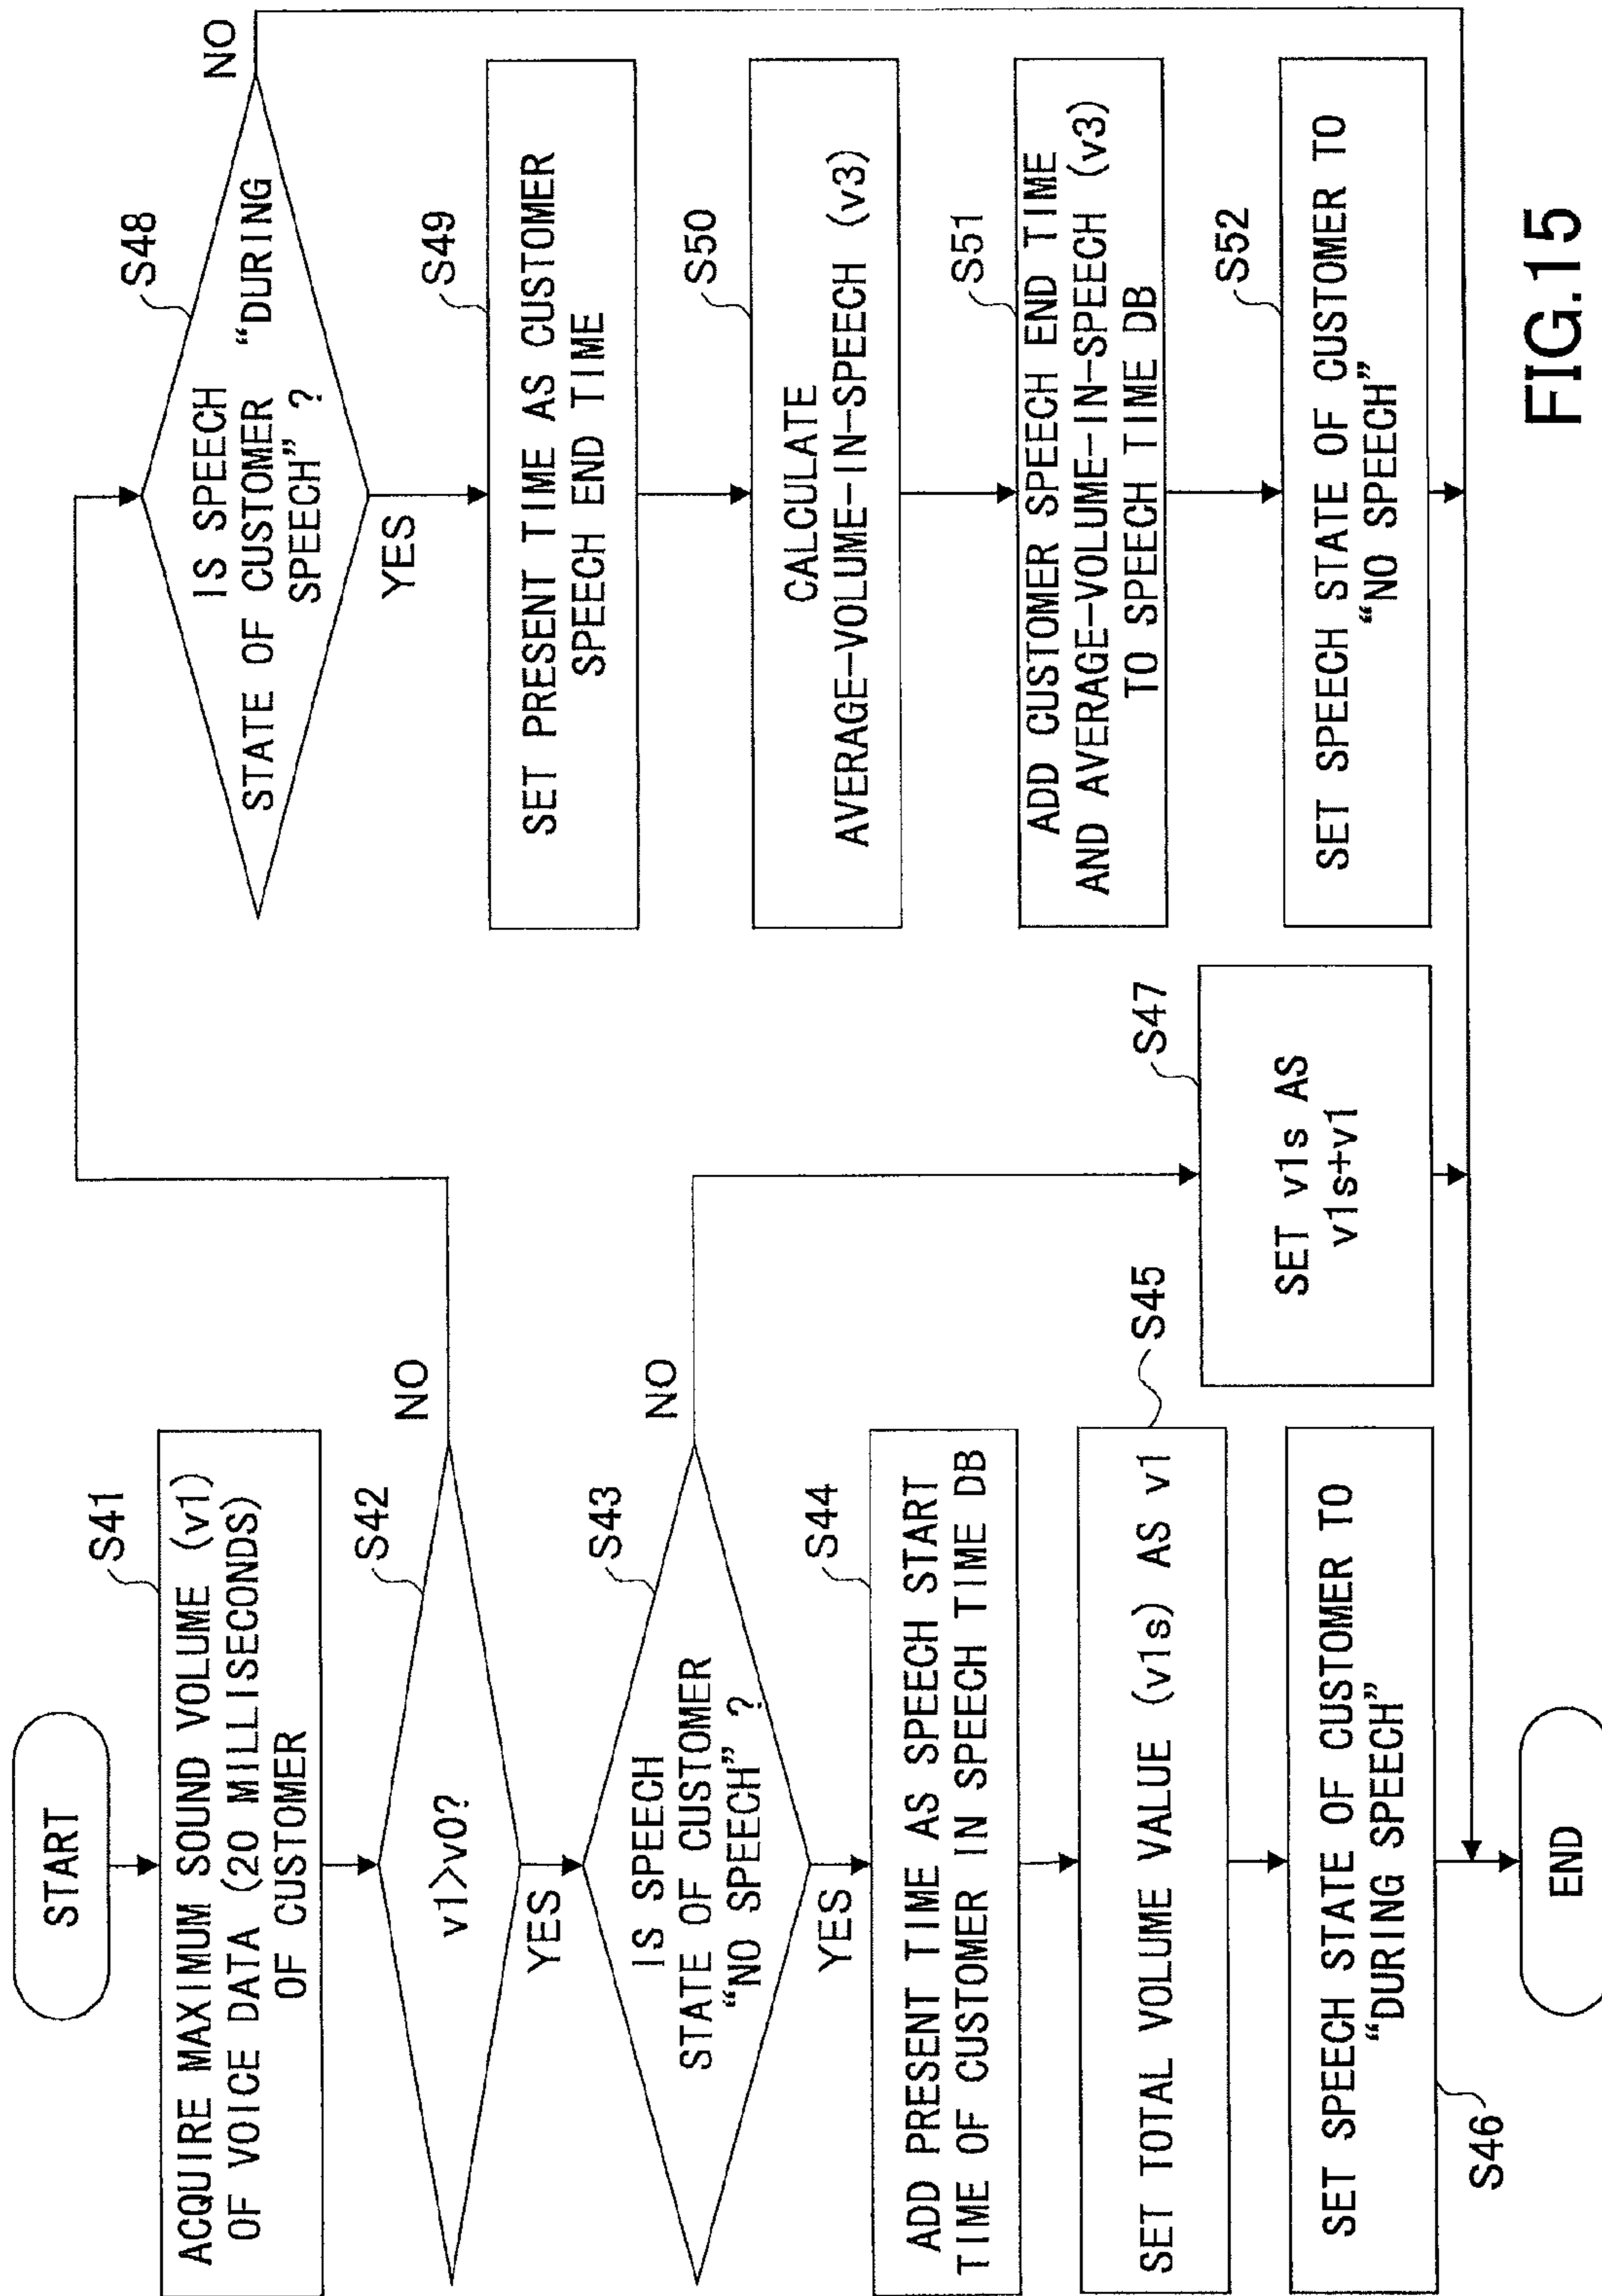 START
S41
ACQUIRE MAXIMUM SOUND VOLUME (v1)
OF VOICE DATA (20 MILLISECONDS)
OF CUSTOMER
S42
v1>v0?
NO
YES
S43
IS SPEECH
STATE OF CUSTOMER
“NO SPEECH” ?
NO
YES
S44
ADD PRESENT TIME AS SPEECH START
TIME OF CUSTOMER IN SPEECH TIME DB
S45
SET TOTAL VOLUME VALUE (v1s) AS v1
SET SPEECH STATE OF CUSTOMER TO
“DURING SPEECH”
S46
END
S47
SET v1s AS
v1s+v1
S48
IS SPEECH
STATE OF CUSTOMER “DURING
SPEECH” ?
NO
YES
S49
SET PRESENT TIME AS CUSTOMER
SPEECH END TIME
S50
CALCULATE
AVERAGE-VOLUME-IN-SPEECH (v3)
S51
ADD CUSTOMER SPEECH END TIME
AND AVERAGE-VOLUME-IN-SPEECH (v3)
TO SPEECH TIME DB
S52
SET SPEECH STATE OF CUSTOMER TO
“NO SPEECH”
FIG.15